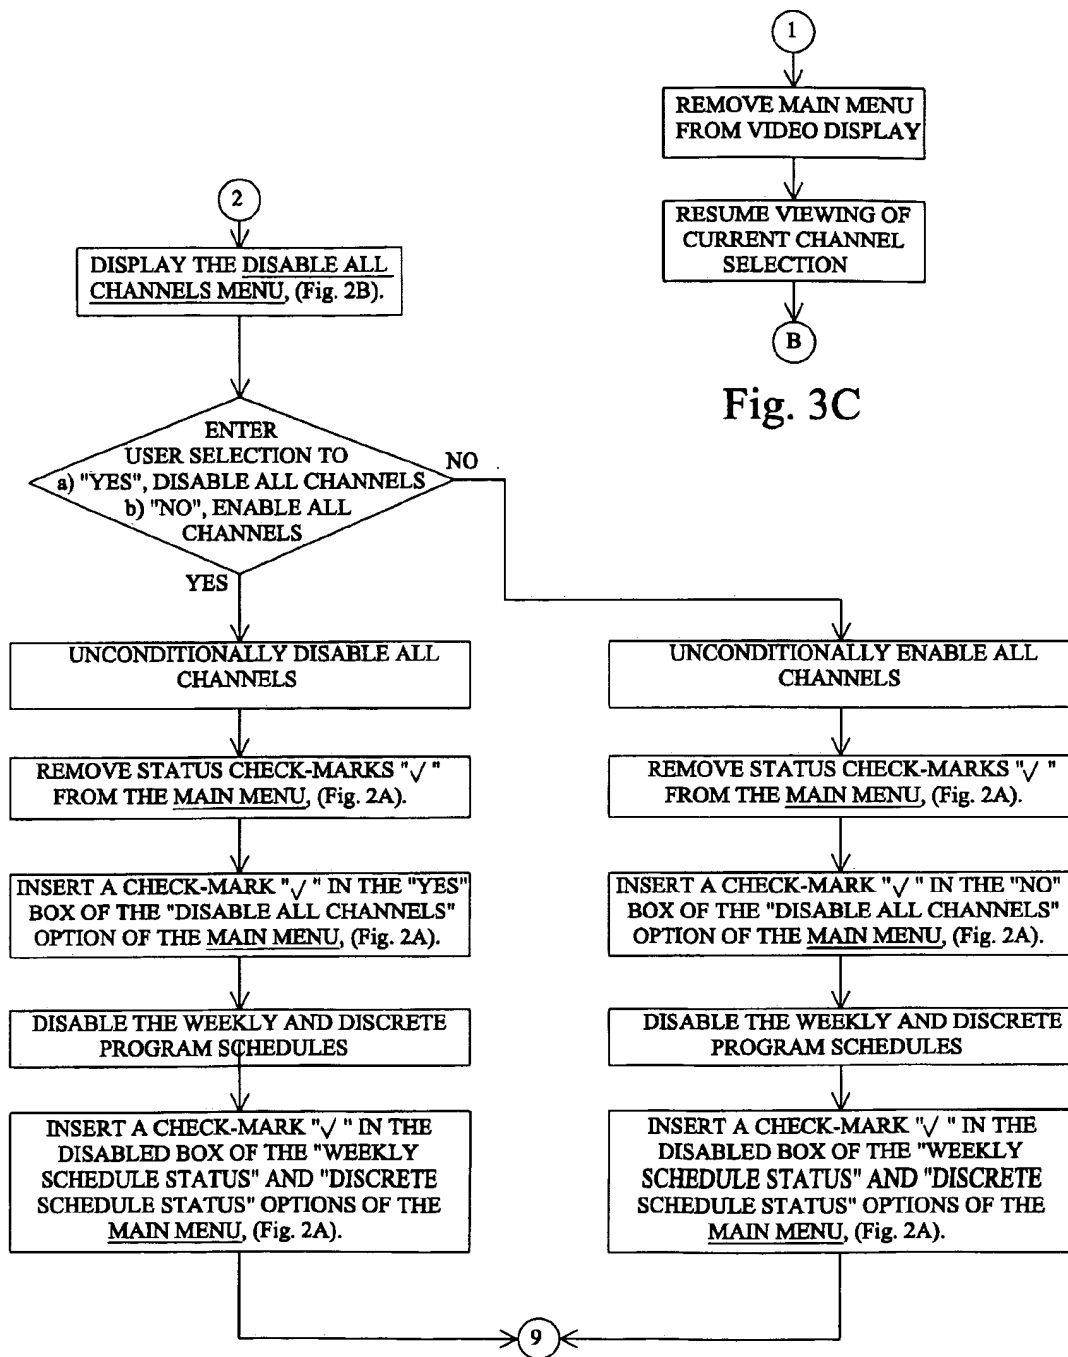 1
REMOVE MAIN MENU
FROM VIDEO DISPLAY
RESUME VIEWING OF
CURRENT CHANNEL
SELECTION
B
Fig. 3C
2
DISPLAY THE DISABLE ALL
CHANNELS MENU, (Fig. 2B).
ENTER
USER SELECTION TO
a) "YES", DISABLE ALL CHANNELS
b) "NO", ENABLE ALL
CHANNELS
NO
YES
UNCONDITIONALLY DISABLE ALL
CHANNELS
REMOVE STATUS CHECK-MARKS "√ "
FROM THE MAIN MENU, (Fig. 2A).
INSERT A CHECK-MARK "√ " IN THE "YES"
BOX OF THE "DISABLE ALL CHANNELS"
OPTION OF THE MAIN MENU, (Fig. 2A).
DISABLE THE WEEKLY AND DISCRETE
PROGRAM SCHEDULES
INSERT A CHECK-MARK "√ " IN THE
DISABLED BOX OF THE "WEEKLY
SCHEDULE STATUS" AND "DISCRETE
SCHEDULE STATUS" OPTIONS OF THE
MAIN MENU, (Fig. 2A).
UNCONDITIONALLY ENABLE ALL
CHANNELS
REMOVE STATUS CHECK-MARKS "√ "
FROM THE MAIN MENU, (Fig. 2A).
INSERT A CHECK-MARK "√ " IN THE "NO"
BOX OF THE "DISABLE ALL CHANNELS"
OPTION OF THE MAIN MENU, (Fig. 2A).
DISABLE THE WEEKLY AND DISCRETE
PROGRAM SCHEDULES
INSERT A CHECK-MARK "√ " IN THE
DISABLED BOX OF THE "WEEKLY
SCHEDULE STATUS" AND "DISCRETE
SCHEDULE STATUS" OPTIONS OF THE
MAIN MENU, (Fig. 2A).
9